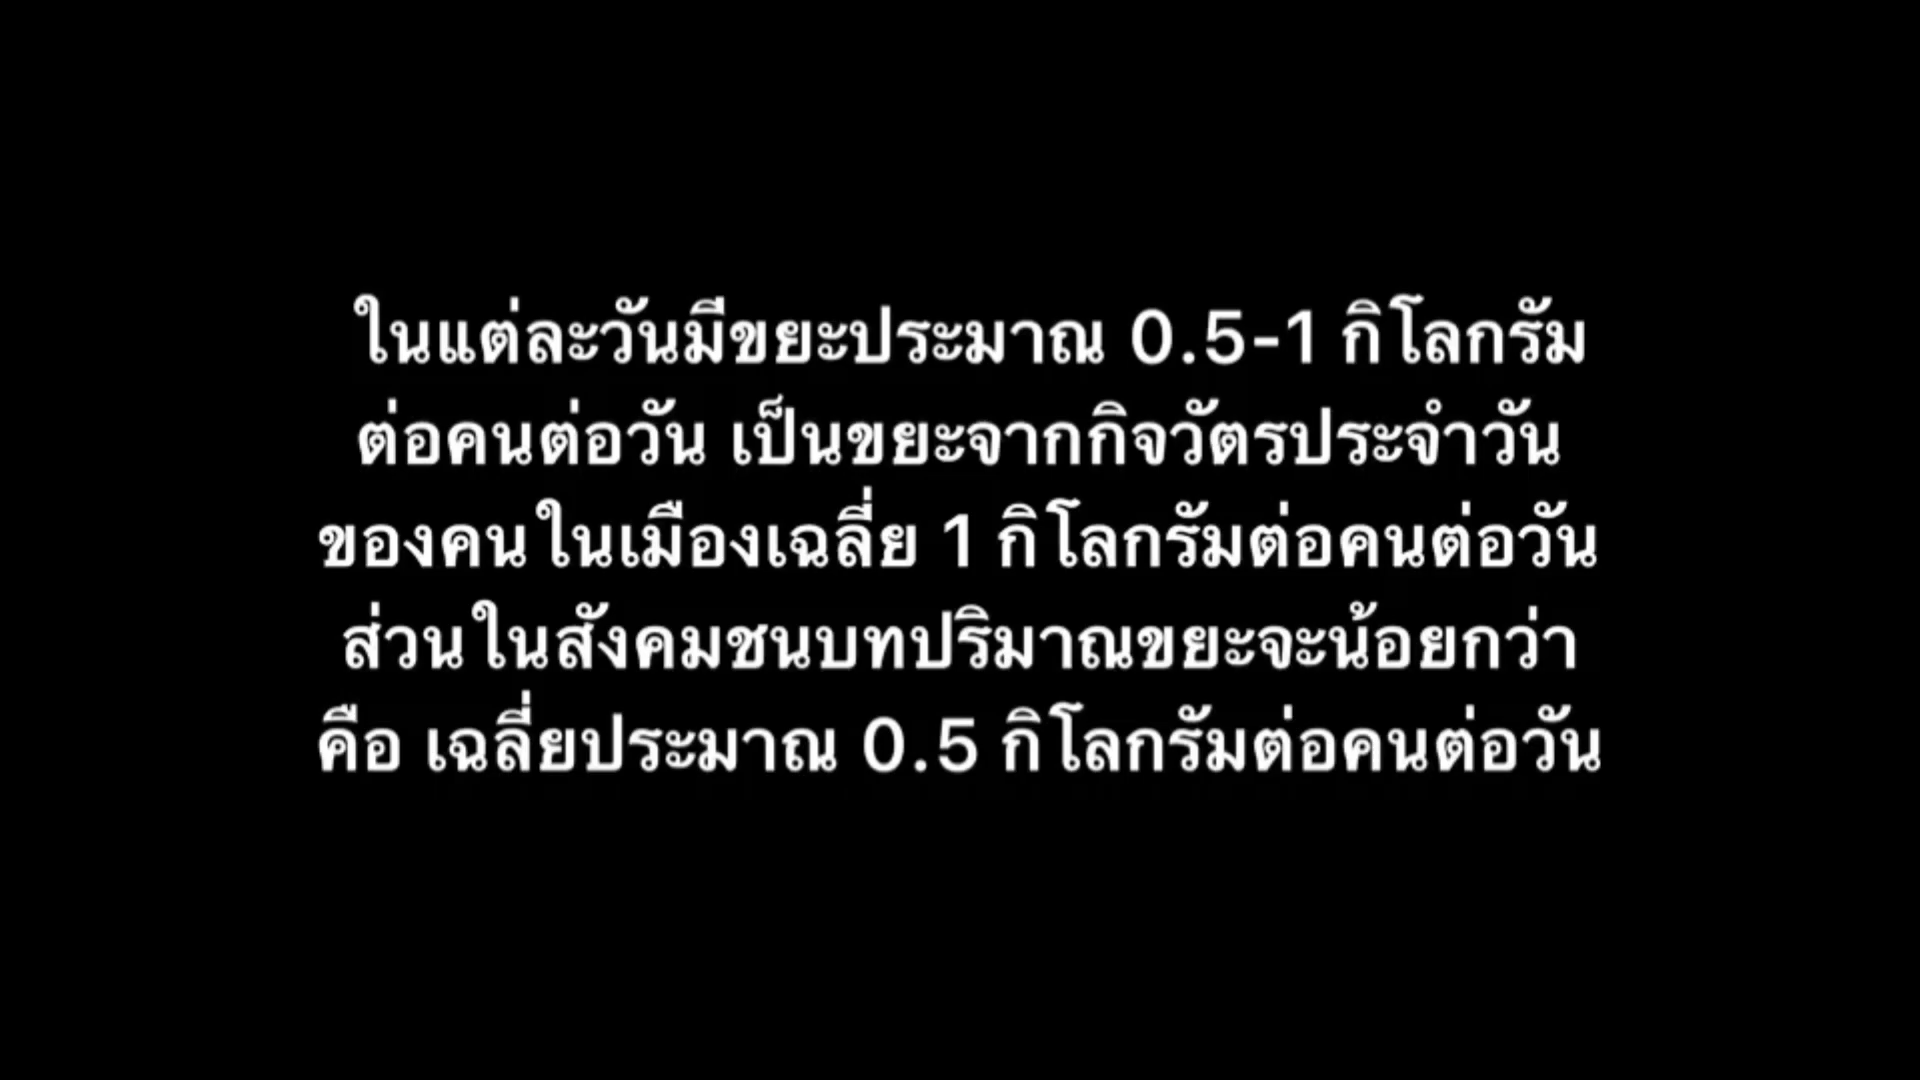 ในแต่ละวันมีขยะประมาณ 0.5-1 กิโลกรัม
ต่อคนต่อวัน เป็นขยะจากกิจวัตรประจำวัน
ของคนในเมืองเฉลี่ย 1 กิโลกรัมต่อคนต่อวัน
ส่วนในสังคมชนบทปริมาณขยะจะน้อยกว่า
คือ เฉลี่ยประมาณ 0.5 กิโลกรัมต่อคนต่อวัน